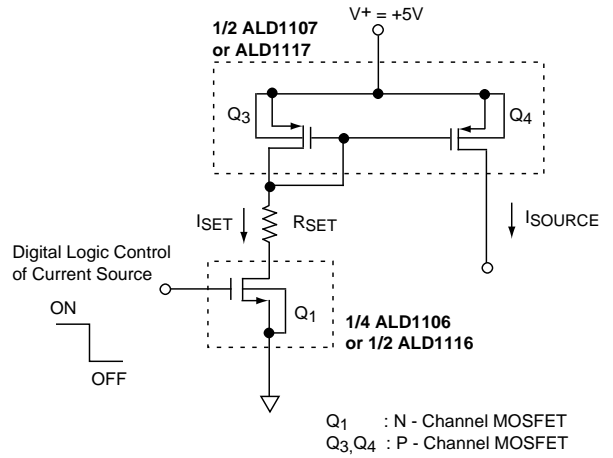 1/2 ALD1107
or ALD1117
V+ = +5V
Q3
Q4
ISET
RSET
ISOURCE
Digital Logic Control
of Current Source
ON
OFF
Q1
1/4 ALD1106
or 1/2 ALD1116
Q1 : N - Channel MOSFET
Q3,Q4 : P - Channel MOSFET